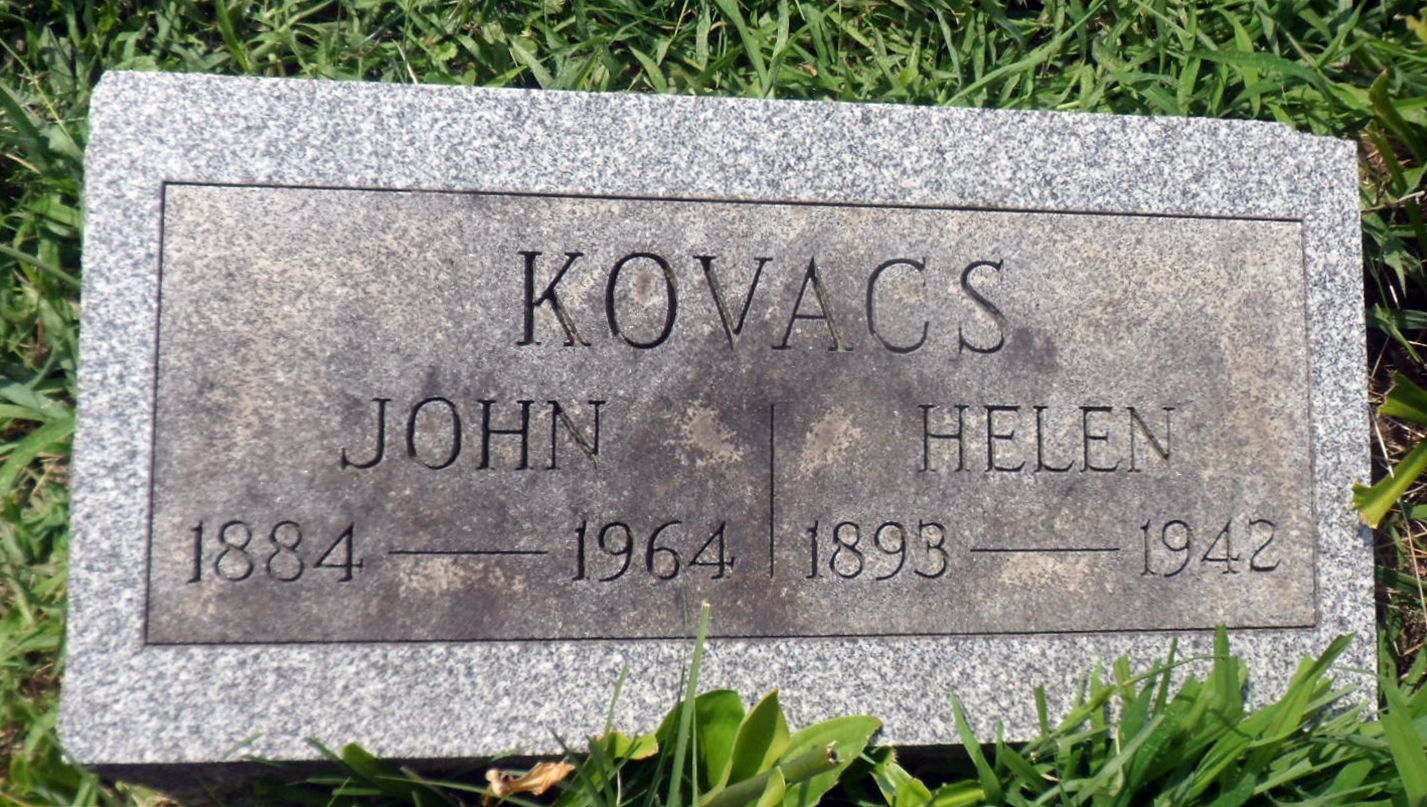 KOVACS
JOHN HELEN
1884 — 1964 1893 — 1942